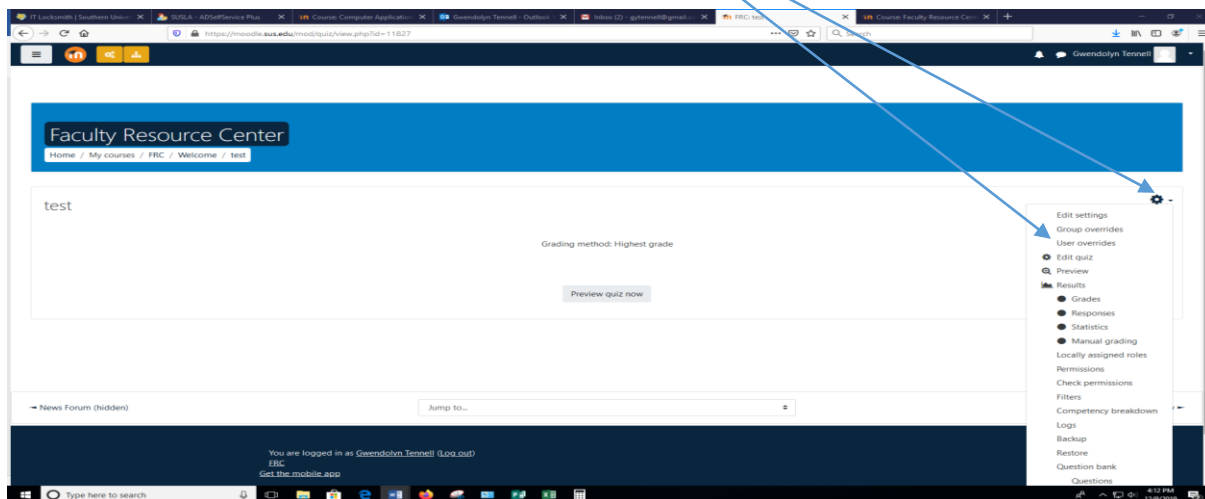 IT Locksmith | Southern Univer
SUSLA - ADSelfService Plus
Course: Computer Application
Gwendolyn Tennell - Outlook
Inbox (2) - gytennell@gmail.co
FRC: test
Course: Faculty Resource Cent
https://moodle.sus.edu/mod/quiz/view.php?id=11827
Search
Gwendolyn Tennell
Faculty Resource Center
Home / My courses / FRC / Welcome / test
test
Edit settings
Group overrides
Grading method: Highest grade
User overrides
Edit quiz
Preview
Results
Preview quiz now
Grades
Responses
Statistics
Manual grading
Locally assigned roles
Permissions
Check permissions
Filters
◄ News Forum (hidden)
Jump to...
Competency breakdown
Logs
Backup
You are logged in as Gwendolyn Tennell (Log out)
Restore
FRC
Question bank
Get the mobile app
Questions
Type here to search
4:12 PM